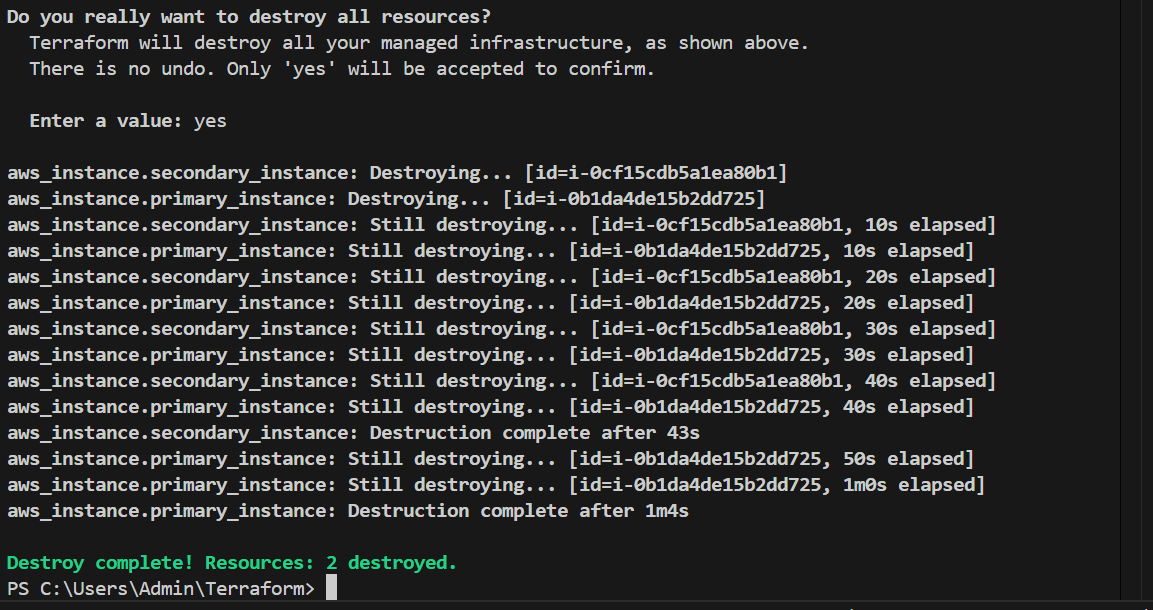 Do you really want to destroy all resources?
  Terraform will destroy all your managed infrastructure, as shown above.
  There is no undo. Only 'yes' will be accepted to confirm.

  Enter a value: yes

aws_instance.secondary_instance: Destroying... [id=i-0cf15cdb5a1ea80b1]
aws_instance.primary_instance: Destroying... [id=i-0b1da4de15b2dd725]
aws_instance.secondary_instance: Still destroying... [id=i-0cf15cdb5a1ea80b1, 10s elapsed]
aws_instance.primary_instance: Still destroying... [id=i-0b1da4de15b2dd725, 10s elapsed]
aws_instance.secondary_instance: Still destroying... [id=i-0cf15cdb5a1ea80b1, 20s elapsed]
aws_instance.primary_instance: Still destroying... [id=i-0b1da4de15b2dd725, 20s elapsed]
aws_instance.secondary_instance: Still destroying... [id=i-0cf15cdb5a1ea80b1, 30s elapsed]
aws_instance.primary_instance: Still destroying... [id=i-0b1da4de15b2dd725, 30s elapsed]
aws_instance.secondary_instance: Still destroying... [id=i-0cf15cdb5a1ea80b1, 40s elapsed]
aws_instance.primary_instance: Still destroying... [id=i-0b1da4de15b2dd725, 40s elapsed]
aws_instance.secondary_instance: Destruction complete after 43s
aws_instance.primary_instance: Still destroying... [id=i-0b1da4de15b2dd725, 50s elapsed]
aws_instance.primary_instance: Still destroying... [id=i-0b1da4de15b2dd725, 1m0s elapsed]
aws_instance.primary_instance: Destruction complete after 1m4s

Destroy complete! Resources: 2 destroyed.
PS C:\Users\Admin\Terraform>